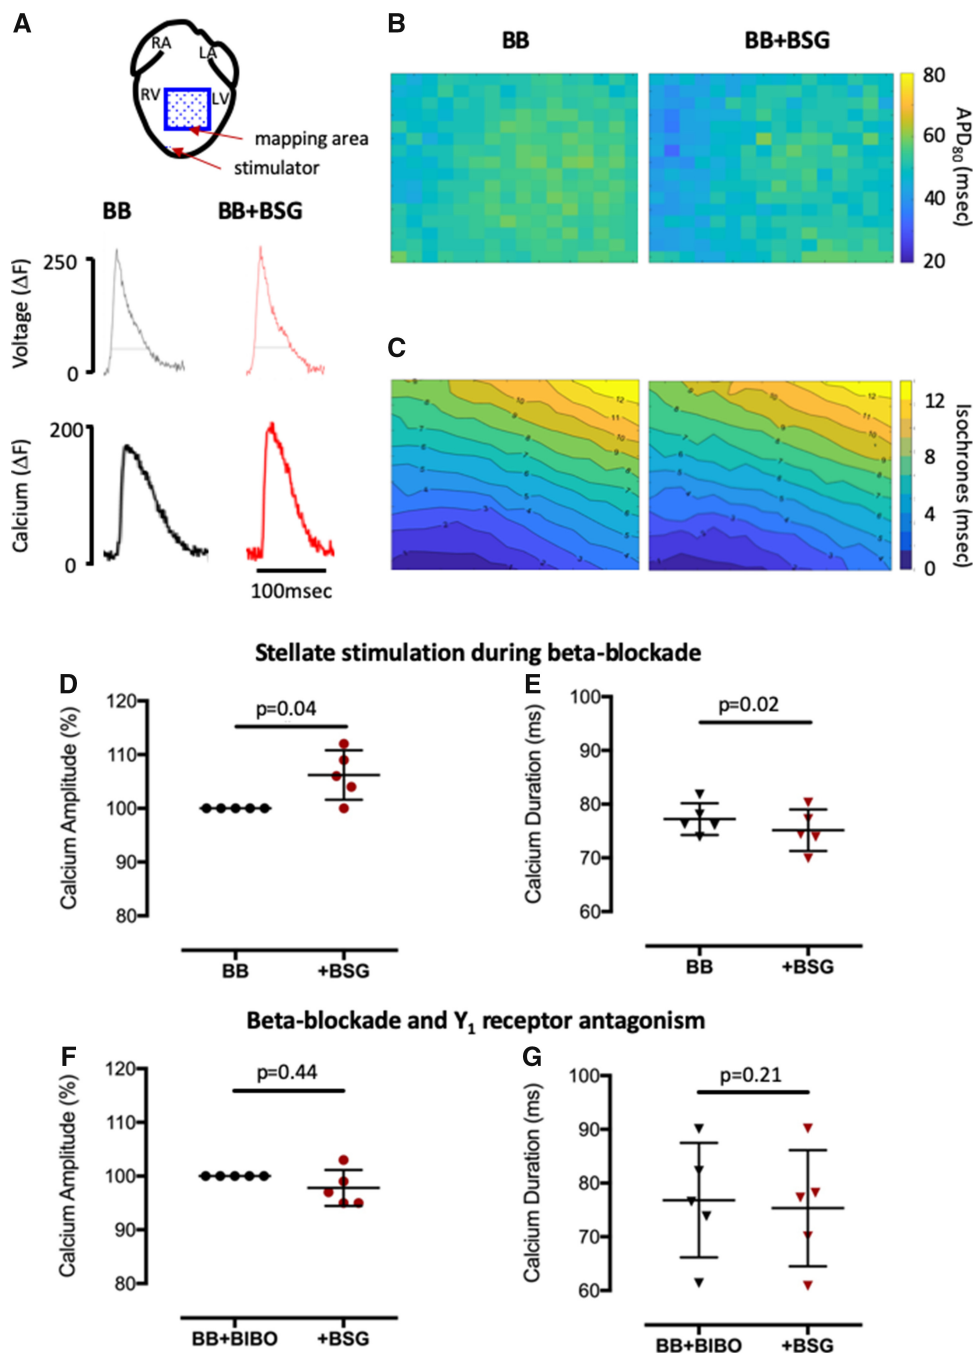 A
RA
LA
RV
LV
mapping area
stimulator
BB
BB+BSG
Voltage (ΔF)
250
0
Calcium (ΔF)
200
0
100msec
B
BB
BB+BSG
80
60
40
20
APD80 (msec)
C
12
8
4
0
Isochrones (msec)
Stellate stimulation during beta-blockade
D
p=0.04
Calcium Amplitude (%)
120
110
100
90
80
BB
+BSG
E
p=0.02
Calcium Duration (ms)
100
90
80
70
60
BB
+BSG
Beta-blockade and Y1 receptor antagonism
F
p=0.44
Calcium Amplitude (%)
120
110
100
90
80
BB+BIBO
+BSG
G
p=0.21
Calcium Duration (ms)
100
90
80
70
60
BB+BIBO
+BSG